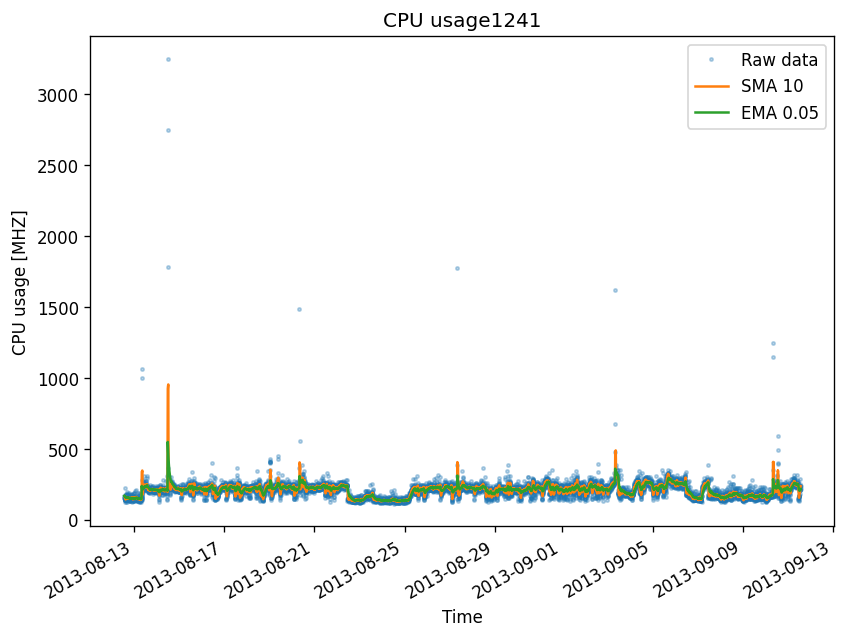 CPU usage1241
Raw data
SMA 10
EMA 0.05
CPU usage [MHZ]
3000
2500
2000
1500
1000
500
0
2013-08-13
2013-08-17
2013-08-21
2013-08-25
2013-08-29
2013-09-01
2013-09-05
2013-09-09
2013-09-13
Time